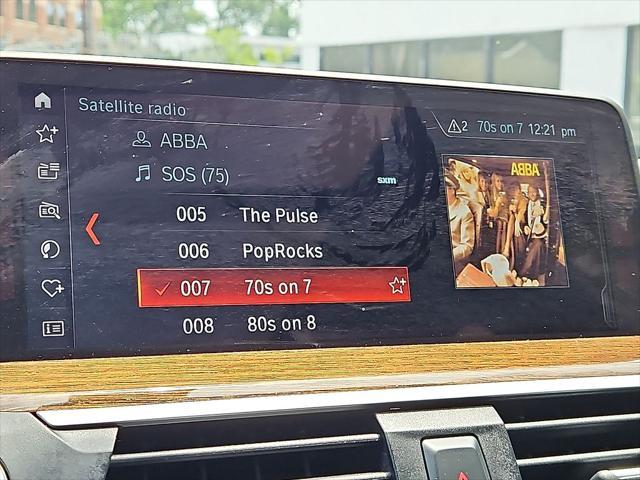 Satellite radio
2 70s on 7 12:21 pm
ABBA
SOS (75)
sxm
ABBA
005 The Pulse
006 PopRocks
007 70s on 7
008 80s on 8